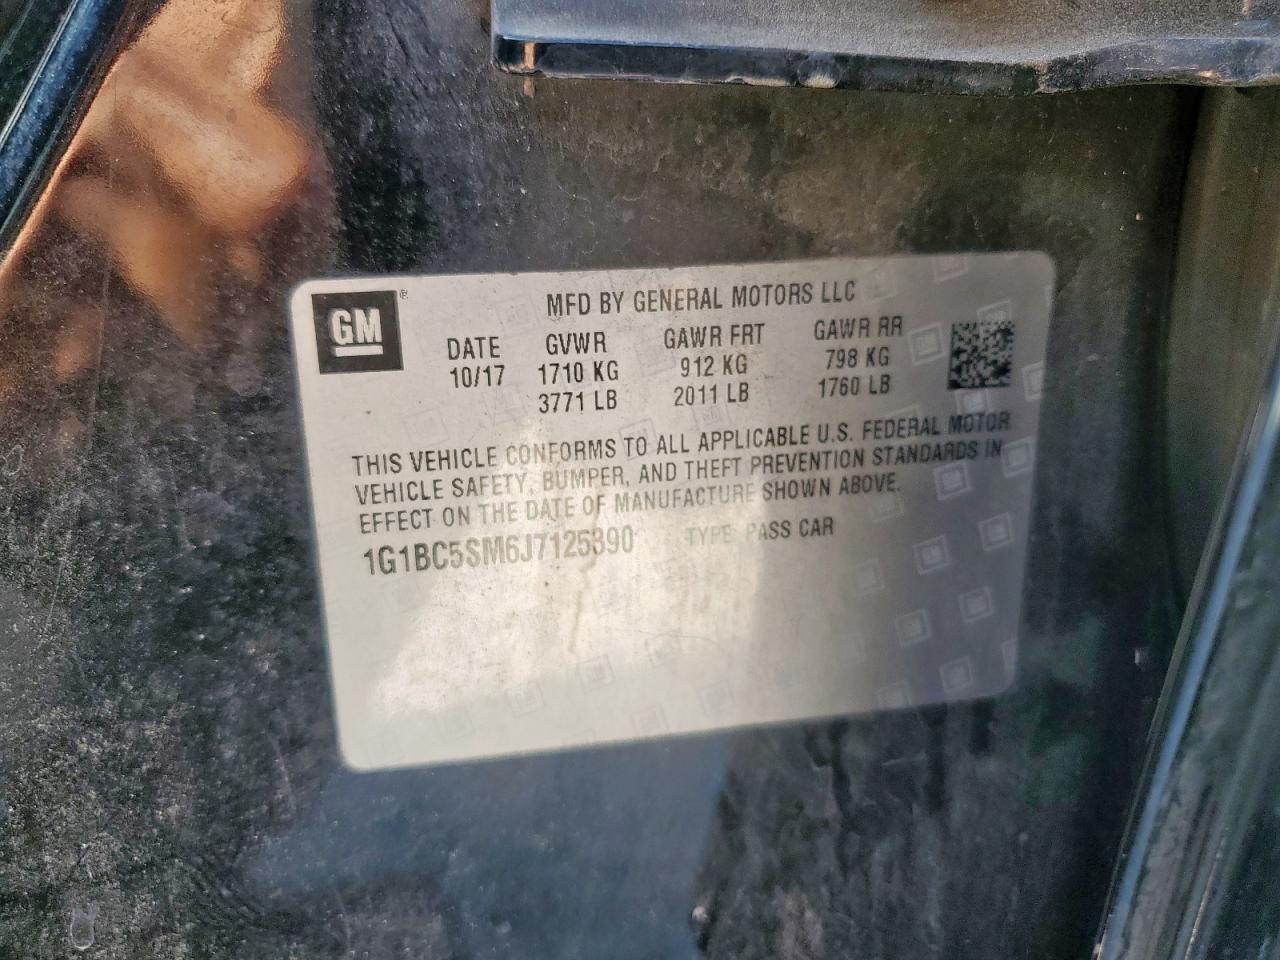 GM ®
MFD BY GENERAL MOTORS LLC
DATE GVWR GAWR FRT GAWR RR
10/17 1710 KG 912 KG 798 KG
3771 LB 2011 LB 1760 LB
THIS VEHICLE CONFORMS TO ALL APPLICABLE U.S. FEDERAL MOTOR
VEHICLE SAFETY, BUMPER, AND THEFT PREVENTION STANDARDS IN
EFFECT ON THE DATE OF MANUFACTURE SHOWN ABOVE.
1G1BC5SM6J7125390 TYPE: PASS CAR